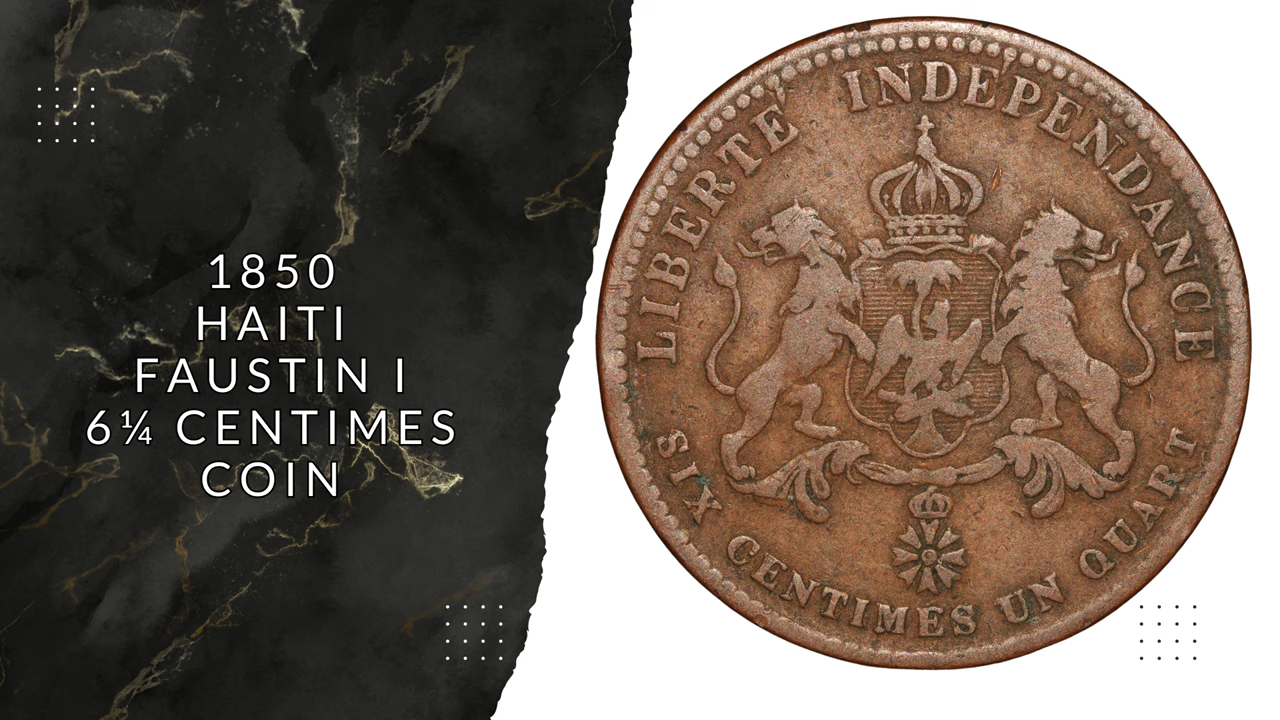 1850
HAITI
FAUSTIN I
6¼ CENTIMES
COIN
LIBERTÉ INDEPENDANCE
SIX CENTIMES UN QUART